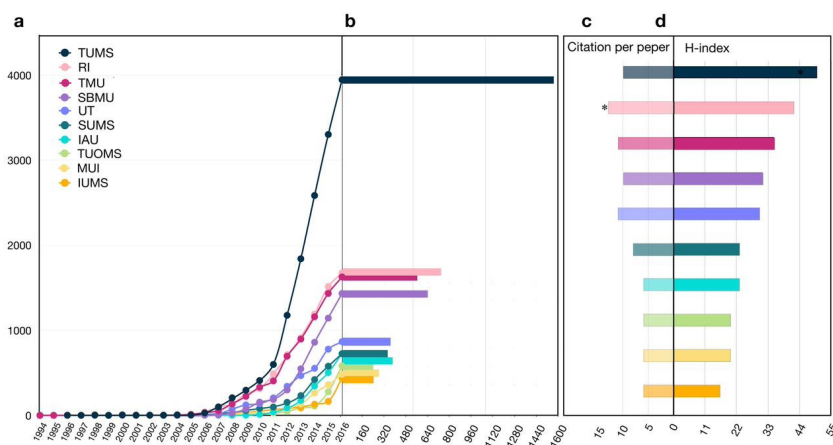 a b c d
Citation per peper H-index
TUMS
RI
TMU
SBMU
UT
SUMS
IAU
TUOMS
MUI
IUMS
4000
3000
2000
1000
0
1994 1995 1996 1997 1998 1999 2000 2001 2002 2003 2004 2005 2006 2007 2008 2009 2010 2011 2012 2013 2014 2015 2016 160 320 480 640 800 960 1120 1280 1440 1600
15 10 5 0 11 22 33 44
* *